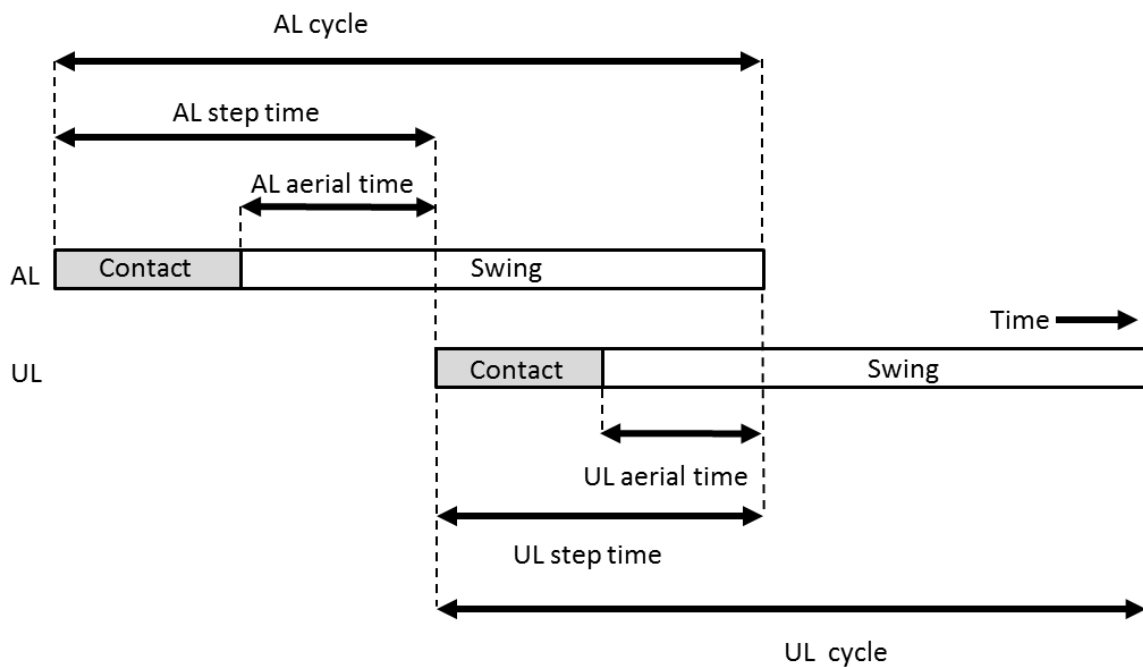 AL cycle
AL step time
AL aerial time
AL
Contact
Swing
Time
UL
Contact
Swing
UL aerial time
UL step time
UL cycle